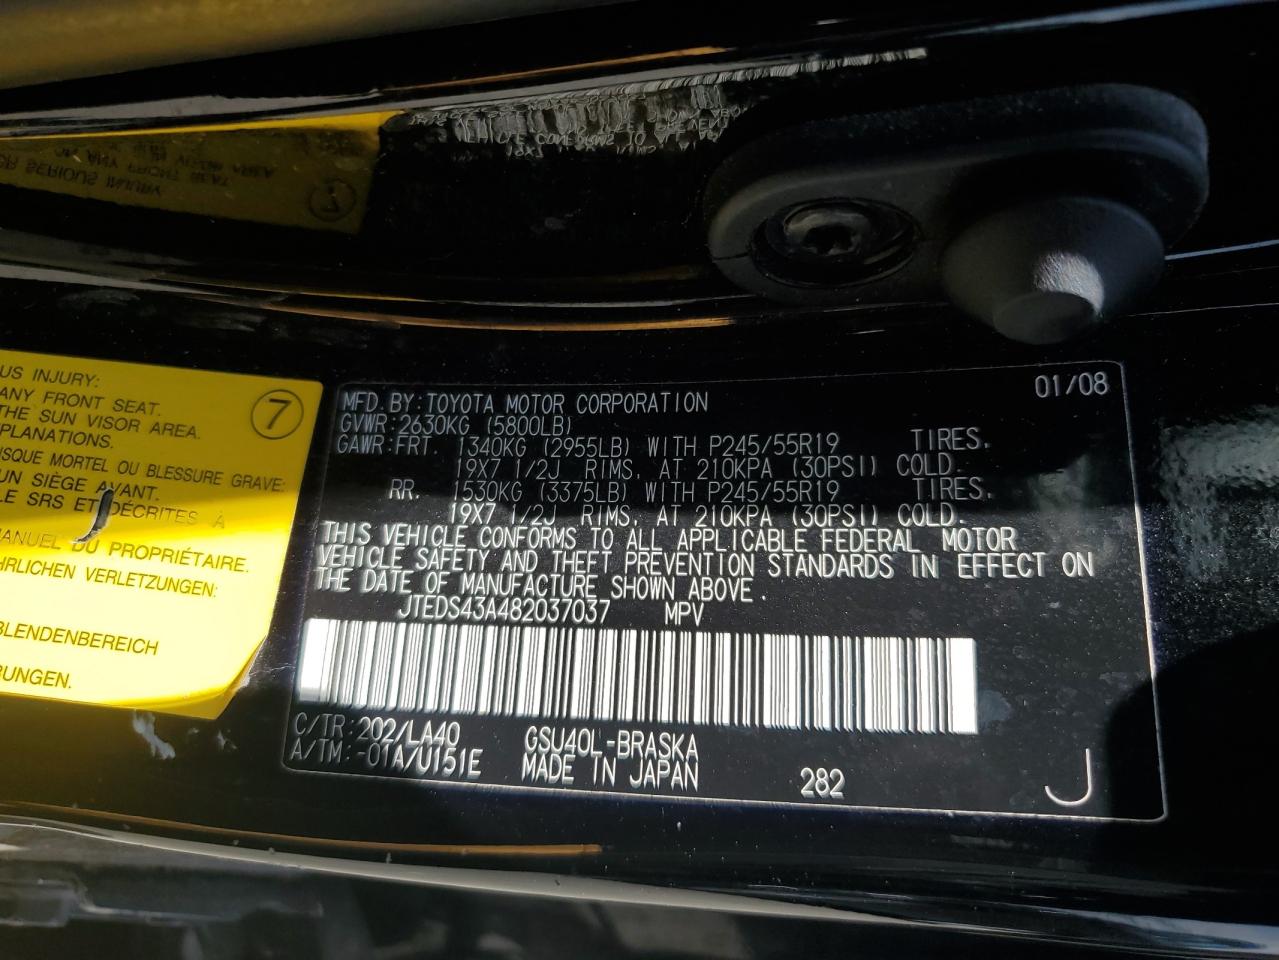 US INJURY:
ANY FRONT SEAT.
THE SUN VISOR AREA.
PLANATIONS.
7
ISQUE MORTEL OU BLESSURE GRAVE:
UN SIÈGE AVANT.
LE SRS ET DÉCRITES À
MANUEL DU PROPRIÉTAIRE.
HRLICHEN VERLETZUNGEN:
BLENDENBEREICH
RUNGEN.
01/08
MFD. BY: TOYOTA MOTOR CORPORATION
GVWR: 2630KG (5800LB)
GAWR: FRT. 1340KG (2955LB) WITH P245/55R19 TIRES,
19X7 1/2J RIMS, AT 210KPA (30PSI) COLD.
RR. 1530KG (3375LB) WITH P245/55R19 TIRES,
19X7 1/2J RIMS, AT 210KPA (30PSI) COLD.
THIS VEHICLE CONFORMS TO ALL APPLICABLE FEDERAL MOTOR
VEHICLE SAFETY AND THEFT PREVENTION STANDARDS IN EFFECT ON
THE DATE OF MANUFACTURE SHOWN ABOVE.
JTEDS43A482037037 MPV
C/TR: 202/LA40 GSU40L-BRASKA
A/TM: -01A/U151E MADE IN JAPAN 282 J